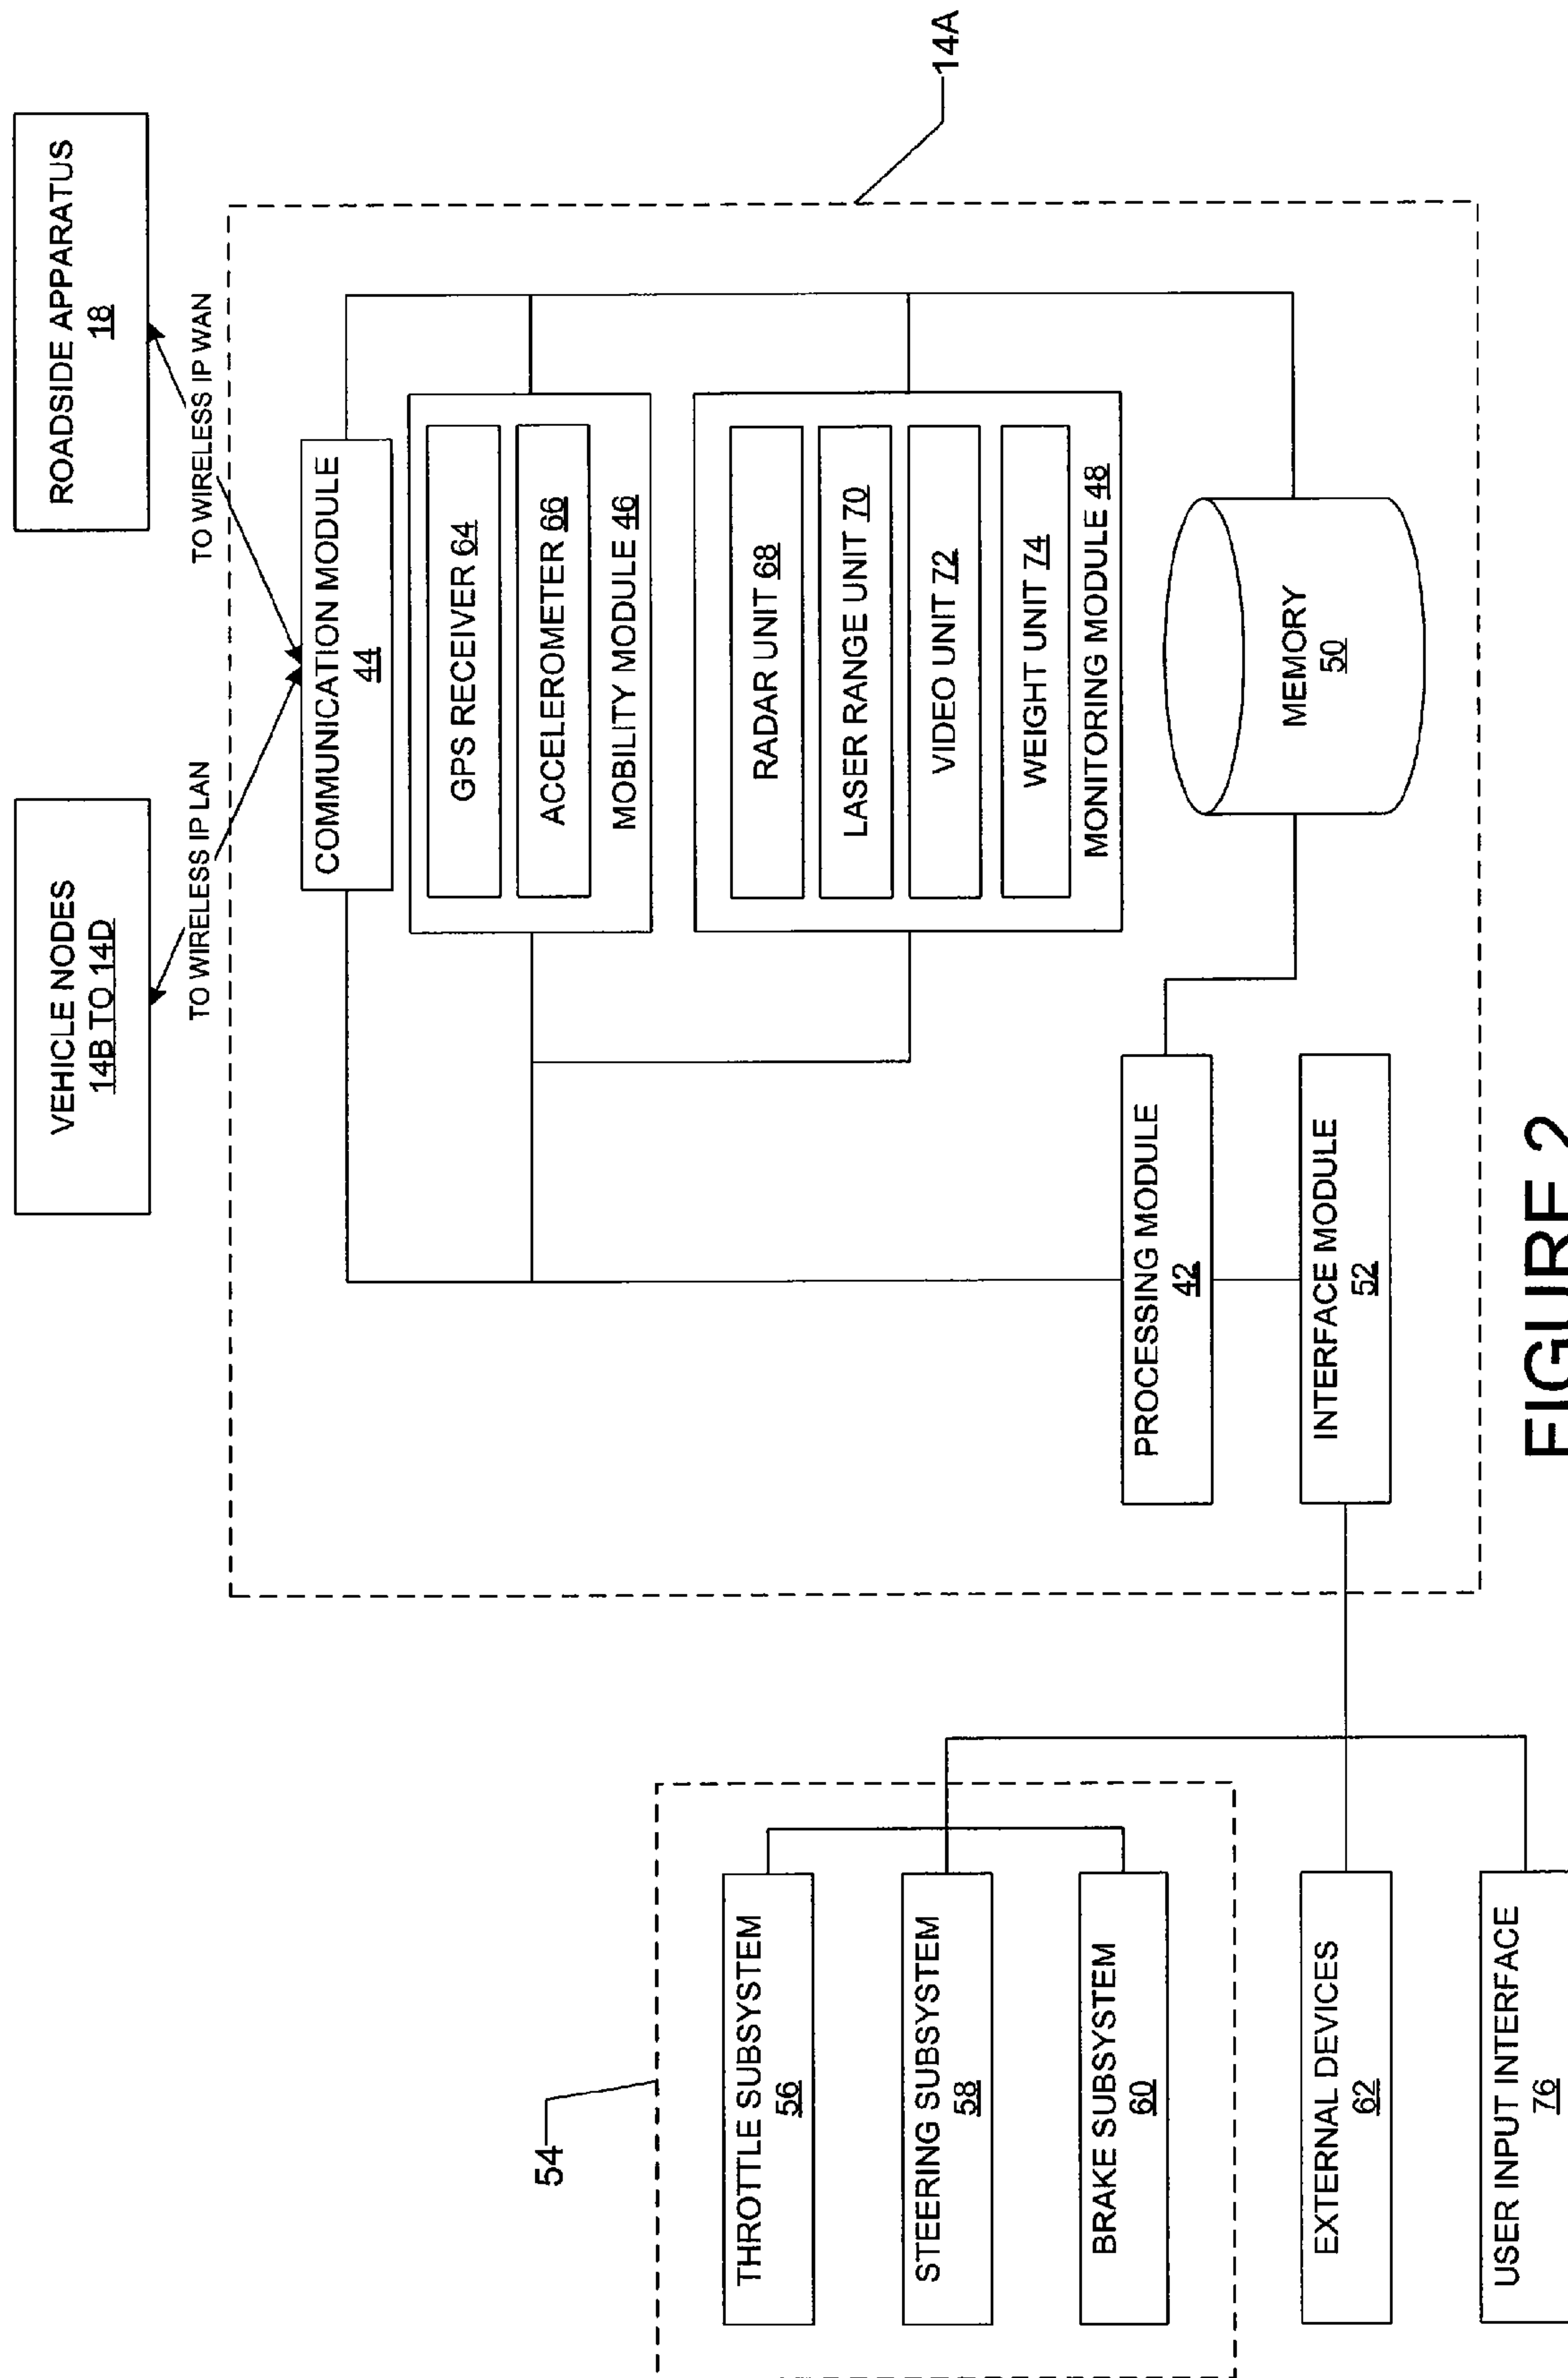 VEHICLE NODES
14B TO 14D
ROADSIDE APPARATUS
18
TO WIRELESS IP LAN
TO WIRELESS IP WAN
14A
COMMUNICATION MODULE
44
GPS RECEIVER 64
ACCELEROMETER 66
MOBILITY MODULE 46
RADAR UNIT 68
LASER RANGE UNIT 70
VIDEO UNIT 72
WEIGHT UNIT 74
MONITORING MODULE 48
MEMORY
50
PROCESSING MODULE
42
INTERFACE MODULE
52
54
THROTTLE SUBSYSTEM
56
STEERING SUBSYSTEM
58
BRAKE SUBSYSTEM
60
EXTERNAL DEVICES
62
USER INPUT INTERFACE
76
FIGURE 2